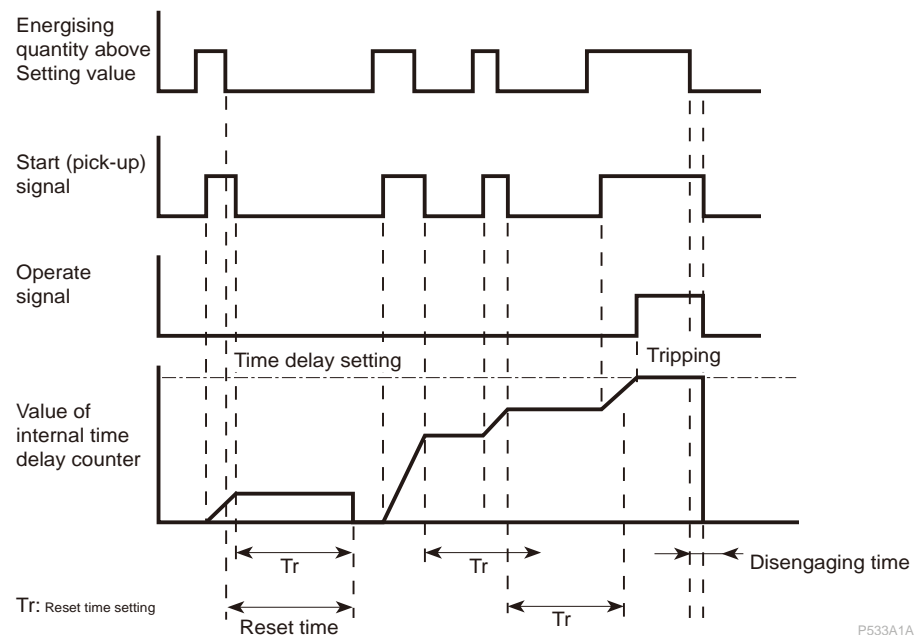 Energising
quantity above
Setting value
Start (pick-up)
signal
Operate
signal
Time delay setting
Tripping
Value of
internal time
delay counter
Tr
Tr
Disengaging time
Tr: Reset time setting
Reset time
Tr
P533A1A